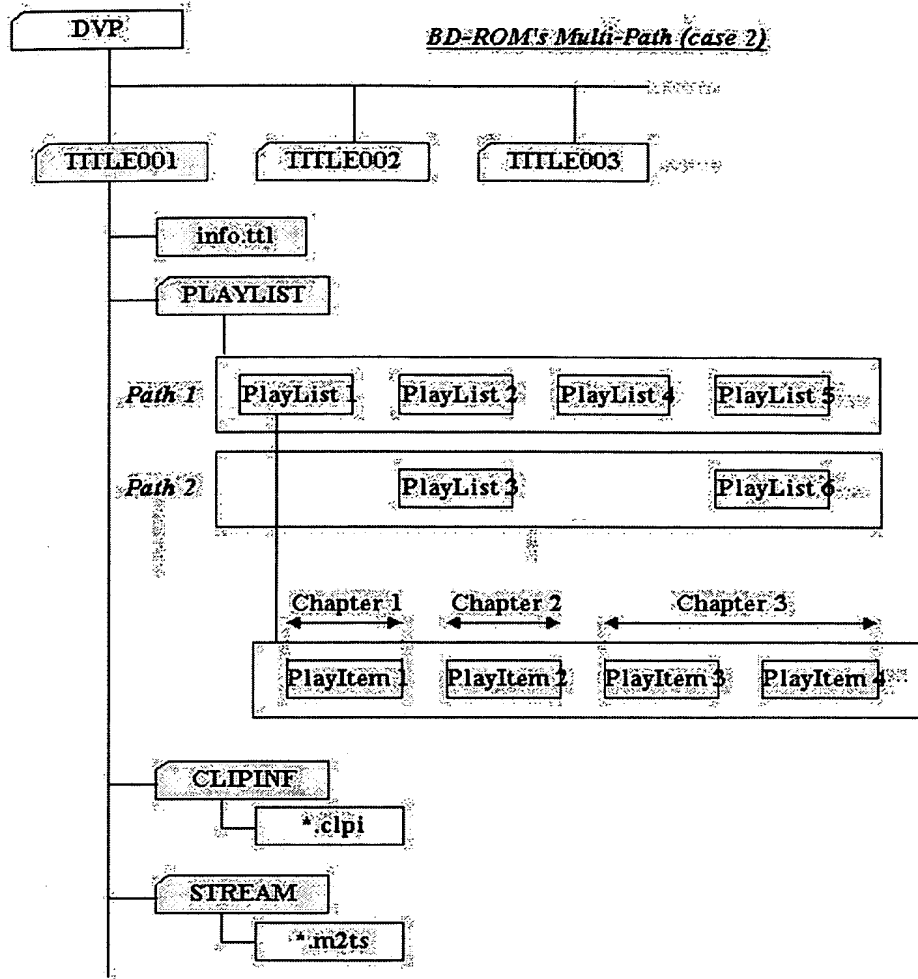 DVP
BD-ROM's Multi-Path (case 2)
TITLE001
TITLE002
TITLE003
info.ttl
PLAYLIST
Path 1
PlayList 1
PlayList 2
PlayList 4
PlayList 5
Path 2
PlayList 3
PlayList 6
Chapter 1
Chapter 2
Chapter 3
PlayItem 1
PlayItem 2
PlayItem 3
PlayItem 4
CLIPINF
*.clpi
STREAM
*.m2ts